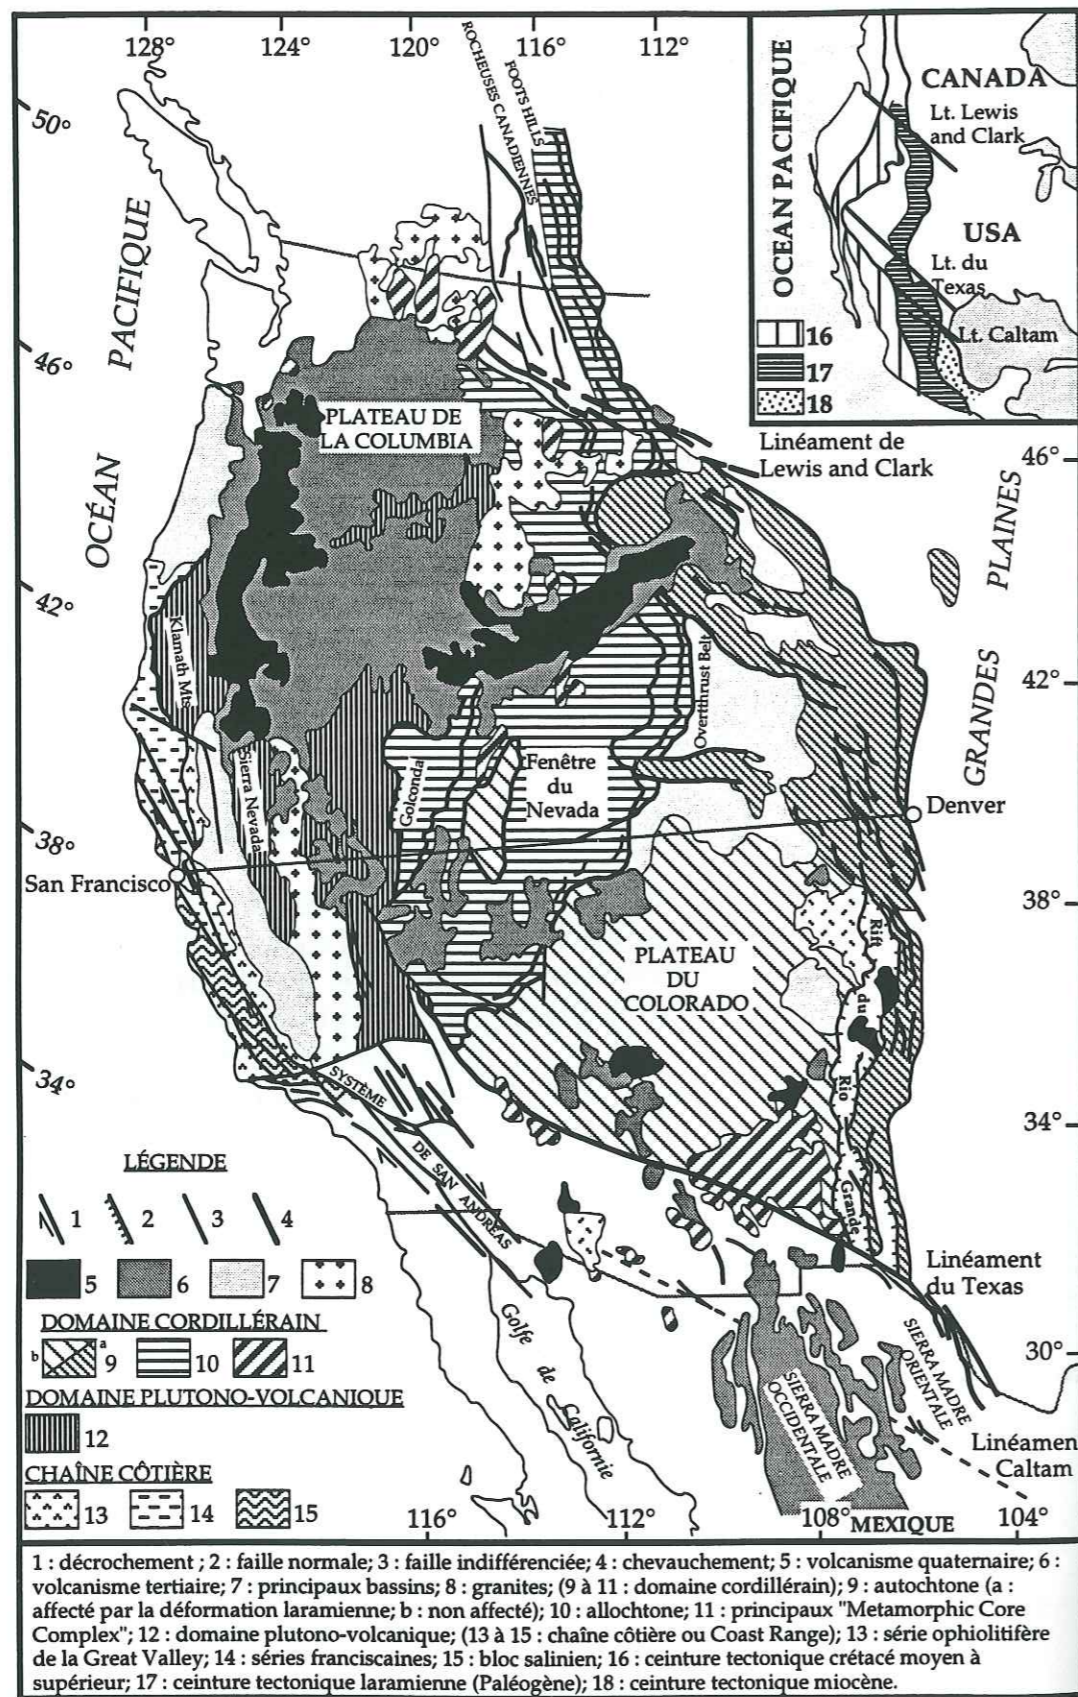 128° 124° 120° 116° 112°
ROCHEUSES CANADIENNES
FOOTS HILLS
50°
46°
42°
38°
34°
OCÉAN PACIFIQUE
OCEAN PACIFIQUE
CANADA
Lt. Lewis
and Clark
USA
Lt. du
Texas
Lt. Caltam
16
17
18
PLATEAU DE
LA COLUMBIA
Linéament de
Lewis and Clark
46°
42°
38°
34°
30°
GRANDES PLAINES
Klamath Mts
Sierra Nevada
Golconda
Fenêtre
du
Nevada
Overtthrust Belt
Denver
San Francisco
PLATEAU
DU
COLORADO
Rift
du
Rio
Grande
SYSTÈME
DE SAN ANDREAS
Linéament
du Texas
Golfe de Californie
SIERRA MADRE
OCCIDENTALE
SIERRA MADRE
ORIENTALE
Linéamen
Caltam
116° 112° 108° MEXIQUE 104°
LÉGENDE
1 2 3 4
5 6 7 8
DOMAINE CORDILLÉRAIN
b a 9 10 11
DOMAINE PLUTONO-VOLCANIQUE
12
CHAÎNE CÔTIÈRE
13 14 15
1 : décrochement ; 2 : faille normale; 3 : faille indifférenciée; 4 : chevauchement; 5 : volcanisme quaternaire; 6 :
volcanisme tertiaire; 7 : principaux bassins; 8 : granites; (9 à 11 : domaine cordillérain); 9 : autochtone (a :
affecté par la déformation laramienne; b : non affecté); 10 : allochtone; 11 : principaux "Metamorphic Core
Complex"; 12 : domaine plutono-volcanique; (13 à 15 : chaîne côtière ou Coast Range); 13 : série ophiolitifère
de la Great Valley; 14 : séries franciscaines; 15 : bloc salinien; 16 : ceinture tectonique crétacé moyen à
supérieur; 17 : ceinture tectonique laramienne (Paléogène); 18 : ceinture tectonique miocène.